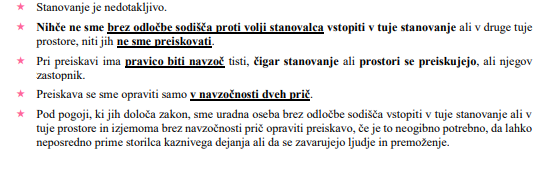 Stanovanje je nedotakljivo.
Nihče ne sme brez odločbe sodišča proti volji stanovalca vstopiti v tuje stanovanje ali v druge tuje
prostore, niti jih ne sme preiskovati.
Pri preiskavi ima pravico biti navzoč tisti, čigar stanovanje ali prostori se preiskujejo, ali njegov
zastopnik.
Preiskava se sme opraviti samo v navzočnosti dveh prič.
Pod pogoji, ki jih določa zakon, sme uradna oseba brez odločbe sodišča vstopiti v tuje stanovanje ali v
tuje prostore in izjemoma brez navzočnosti prič opraviti preiskavo, če je to neogibno potrebno, da lahko
neposredno prime storilca kaznivega dejanja ali da se zavarujejo ljudje in premoženje.